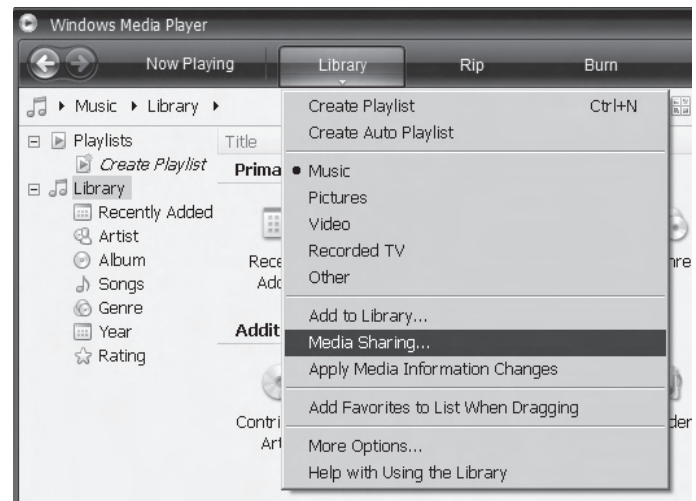 Windows Media Player
Now Playing Library Rip Burn
Music Library
Playlists
Create Playlist
Library
Recently Added
Artist
Album
Songs
Genre
Year
Rating
Title
Create Playlist Ctrl+N
Create Auto Playlist
Music
Pictures
Video
Recorded TV
Other
Add to Library...
Media Sharing...
Apply Media Information Changes
Add Favorites to List When Dragging
More Options...
Help with Using the Library